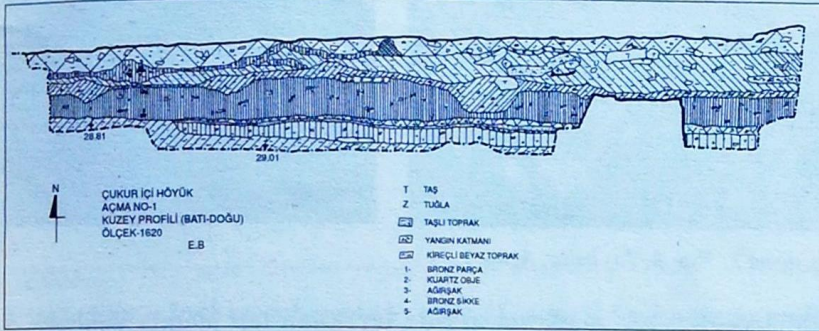 28.81
29.01
N
ÇUKUR İÇİ HÖYÜK
AÇMA NO-1
KUZEY PROFİLİ (BATI-DOĞU)
ÖLÇEK-1620
E.B
T TAŞ
Z TUĞLA
TAŞLI TOPRAK
YANGIN KATMANI
KİREÇLİ BEYAZ TOPRAK
1- BRONZ PARÇA
2- KUARTZ OBJE
3- AĞIRŞAK
4- BRONZ SİKKE
5- AĞIRŞAK